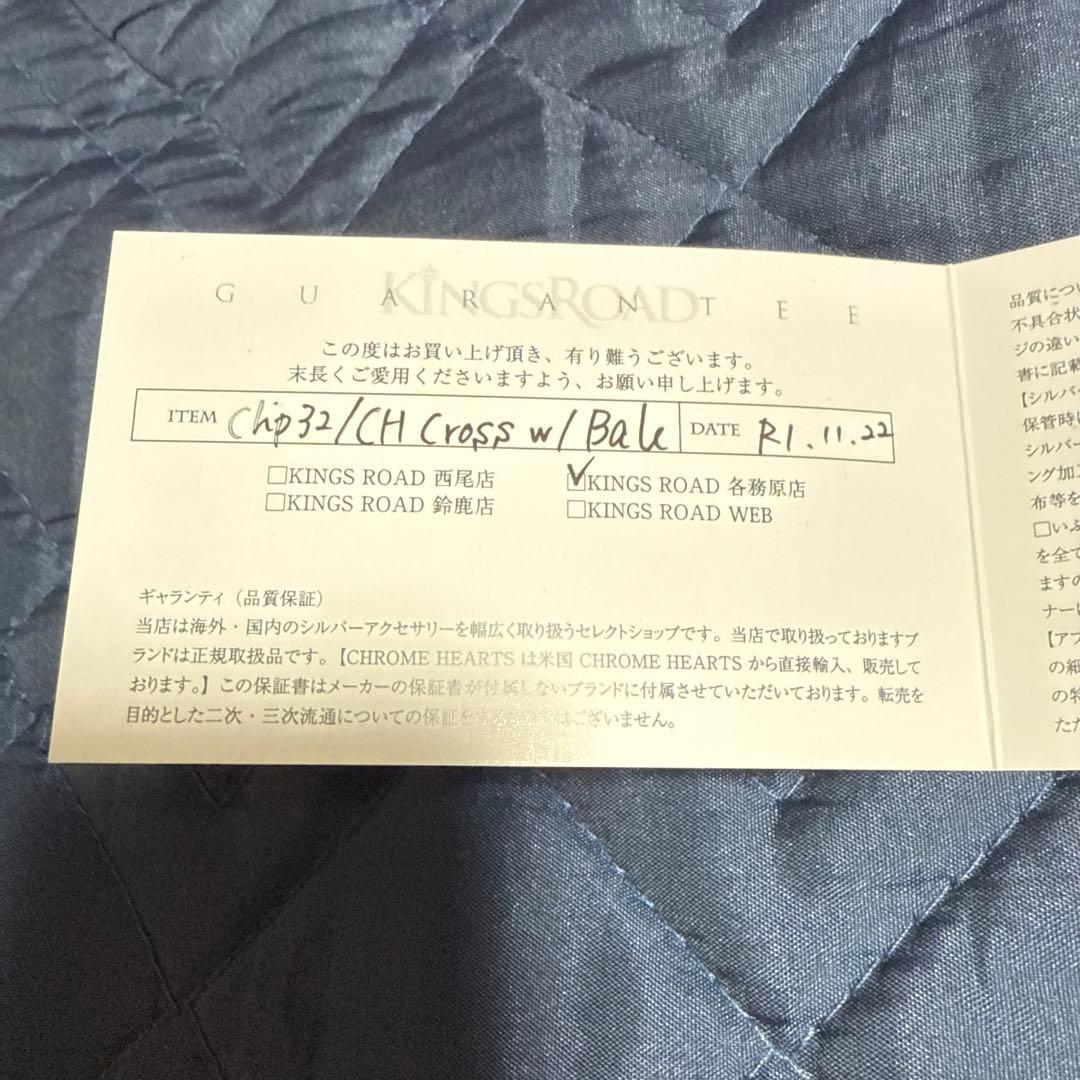 KINGSROAD
GUARANTEE
この度はお買い上げ頂き、有り難うございます。
末長くご愛用くださいますよう、お願い申し上げます。
ITEM Chp32/CH Cross w/ Bale DATE R1.11.22
□KINGS ROAD 西尾店 ☑KINGS ROAD 各務原店
□KINGS ROAD 鈴鹿店 □KINGS ROAD WEB
ギャランティ（品質保証）
当店は海外・国内のシルバーアクセサリーを幅広く取り扱うセレクトショップです。当店で取り扱っておりますブ
ランドは正規取扱品です。【CHROME HEARTS は米国 CHROME HEARTS から直接輸入、販売して
おります。】この保証書はメーカーの保証書が付属しないブランドに付属させていただいております。転売を
目的とした二次・三次流通についての保証をするものではございません。
品質につ
不具合状
ジの違い
書に記載
【シルバ
保管時
シルバー
ング加
布等を
□いぶ
を全て
ますの
ナー
【アフ
の細
の特
ただ